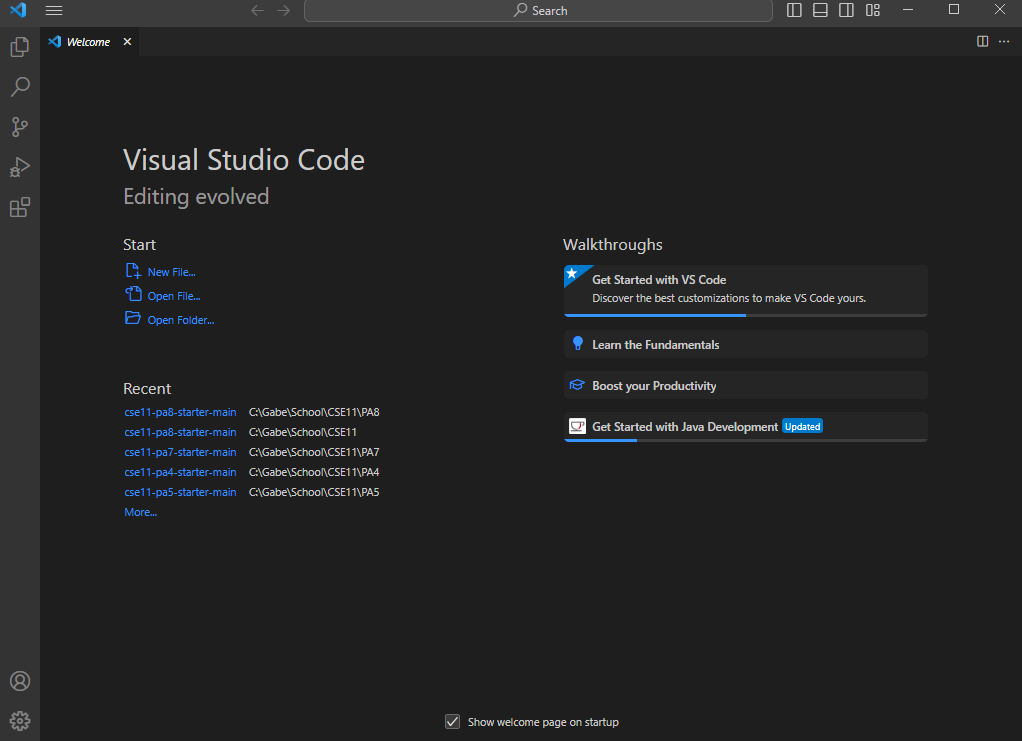 Search
Welcome
Visual Studio Code
Editing evolved
Start
New File...
Open File...
Open Folder...
Recent
cse11-pa8-starter-main C:\Gabe\School\CSE11\PA8
cse11-pa8-starter-main C:\Gabe\School\CSE11
cse11-pa7-starter-main C:\Gabe\School\CSE11\PA7
cse11-pa4-starter-main C:\Gabe\School\CSE11\PA4
cse11-pa5-starter-main C:\Gabe\School\CSE11\PA5
More...
Walkthroughs
Get Started with VS Code
Discover the best customizations to make VS Code yours.
Learn the Fundamentals
Boost your Productivity
Get Started with Java Development Updated
Show welcome page on startup